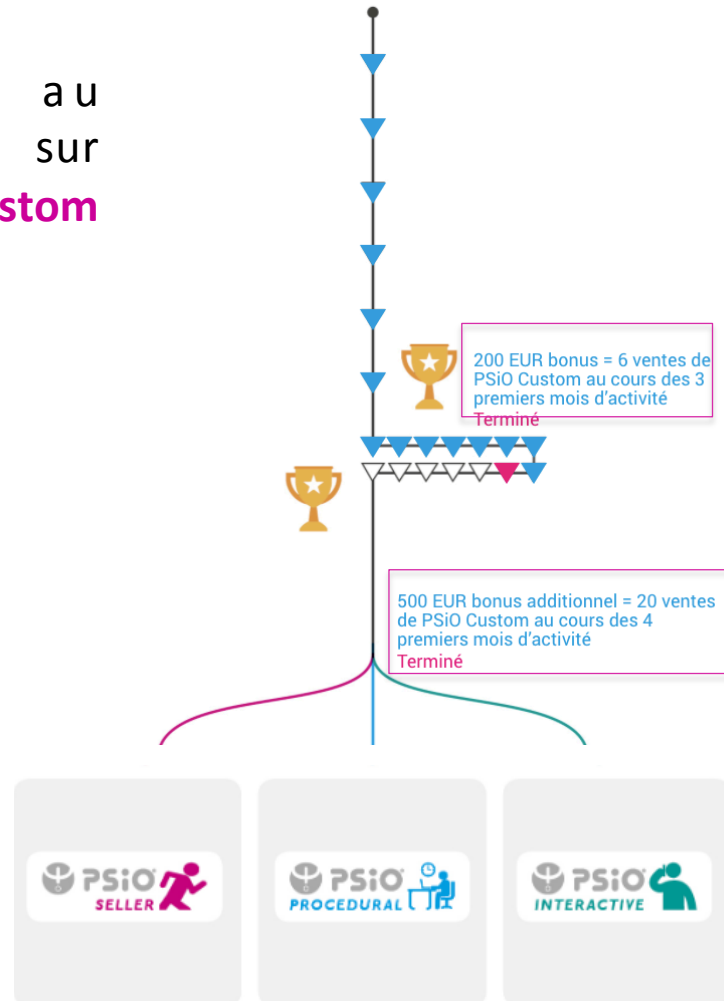 au
sur
stom
200 EUR bonus = 6 ventes de
PSiO Custom au cours des 3
premiers mois d’activité
Terminé
500 EUR bonus additionnel = 20 ventes
de PSiO Custom au cours des 4
premiers mois d’activité
Terminé
PSiO
SELLER
PSiO
PROCEDURAL
PSiO
INTERACTIVE